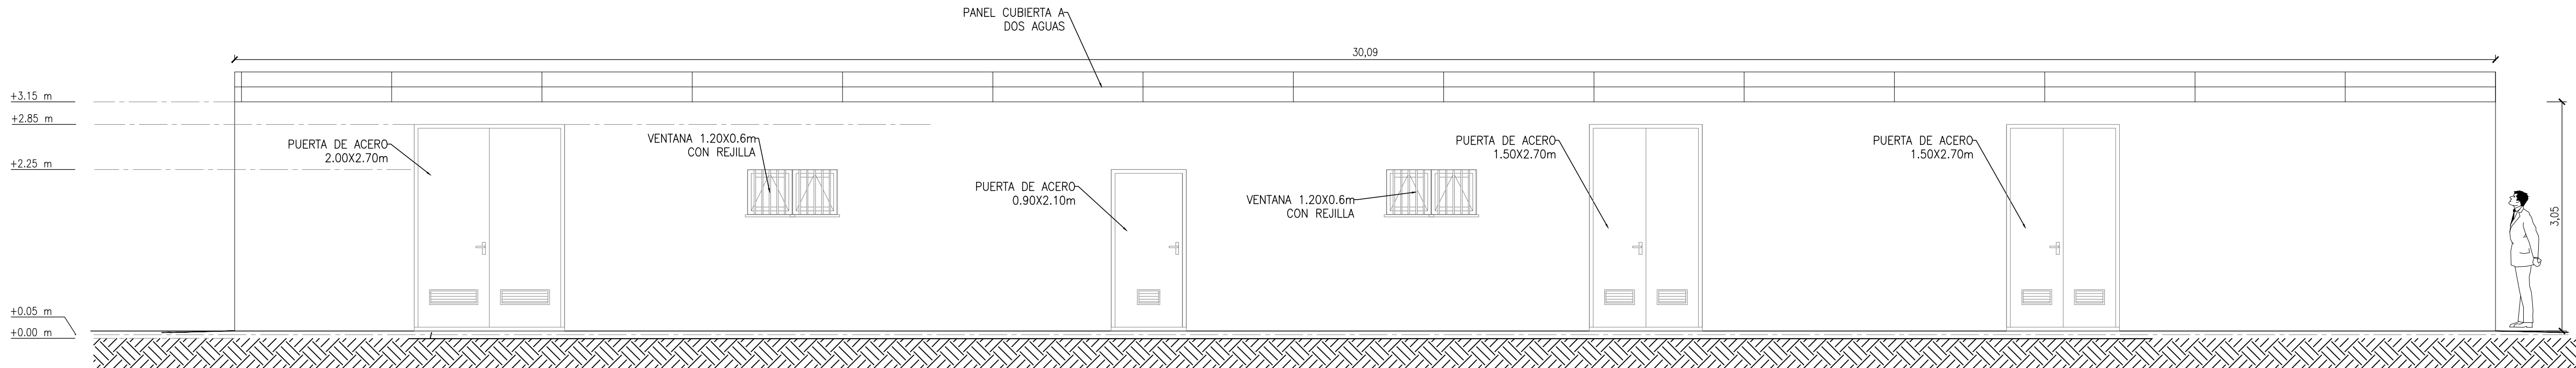 PANEL CUBIERTA A
DOS AGUAS
30,09
+3.15 m
+2.85 m
+2.25 m
+0.05 m
+0.00 m
PUERTA DE ACERO
2.00X2.70m
VENTANA 1.20X0.6m
CON REJILLA
PUERTA DE ACERO
0.90X2.10m
VENTANA 1.20X0.6m
CON REJILLA
PUERTA DE ACERO
1.50X2.70m
PUERTA DE ACERO
1.50X2.70m
3,05